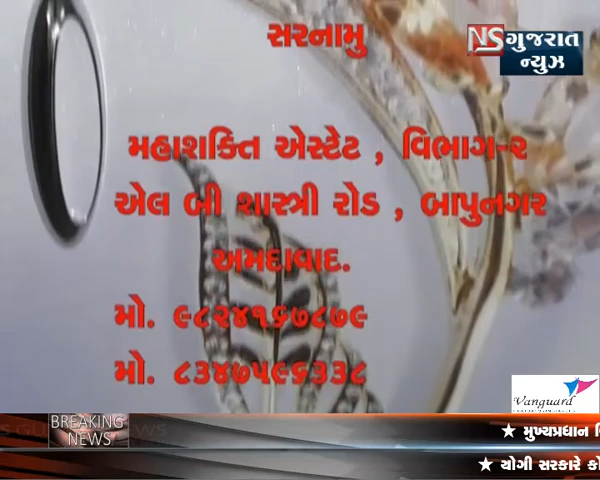 સરનામુ
NS ગુજરાત
ન્યુઝ
મહાશક્તિ એસ્ટેટ , વિભાગ-૨
એલ બી શાસ્ત્રી રોડ , બાપુનગર
અમદાવાદ.
મો. ૯૮૨૪૧૬૭૮૭૯
મો. ૮૩૪૭૫૯૬૩૩૮
Vanguard
BREAKING
NEWS
★ મુખ્યપ્રધાન વિ
★ યોગી સરકારે કો